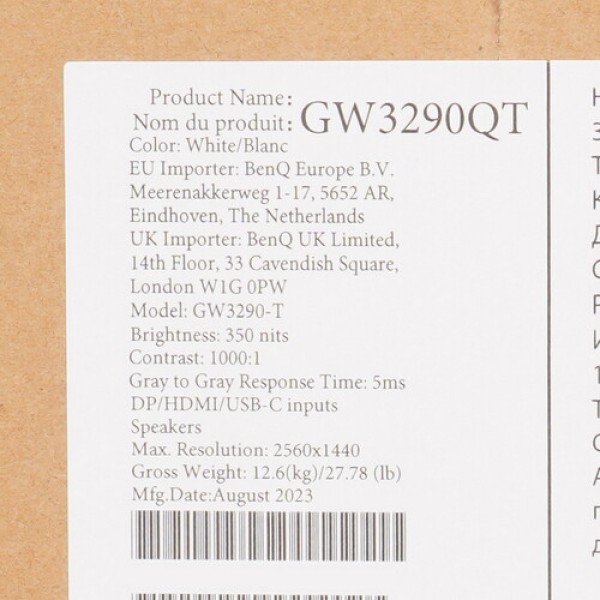 Product Name:
Nom du produit: GW3290QT
Color: White/Blanc
EU Importer: BenQ Europe B.V.
Meerenakkerweg 1-17, 5652 AR,
Eindhoven, The Netherlands
UK Importer: BenQ UK Limited,
14th Floor, 33 Cavendish Square,
London W1G 0PW
Model: GW3290-T
Brightness: 350 nits
Contrast: 1000:1
Gray to Gray Response Time: 5ms
DP/HDMI/USB-C inputs
Speakers
Max. Resolution: 2560x1440
Gross Weight: 12.6(kg)/27.78 (lb)
Mfg.Date:August 2023